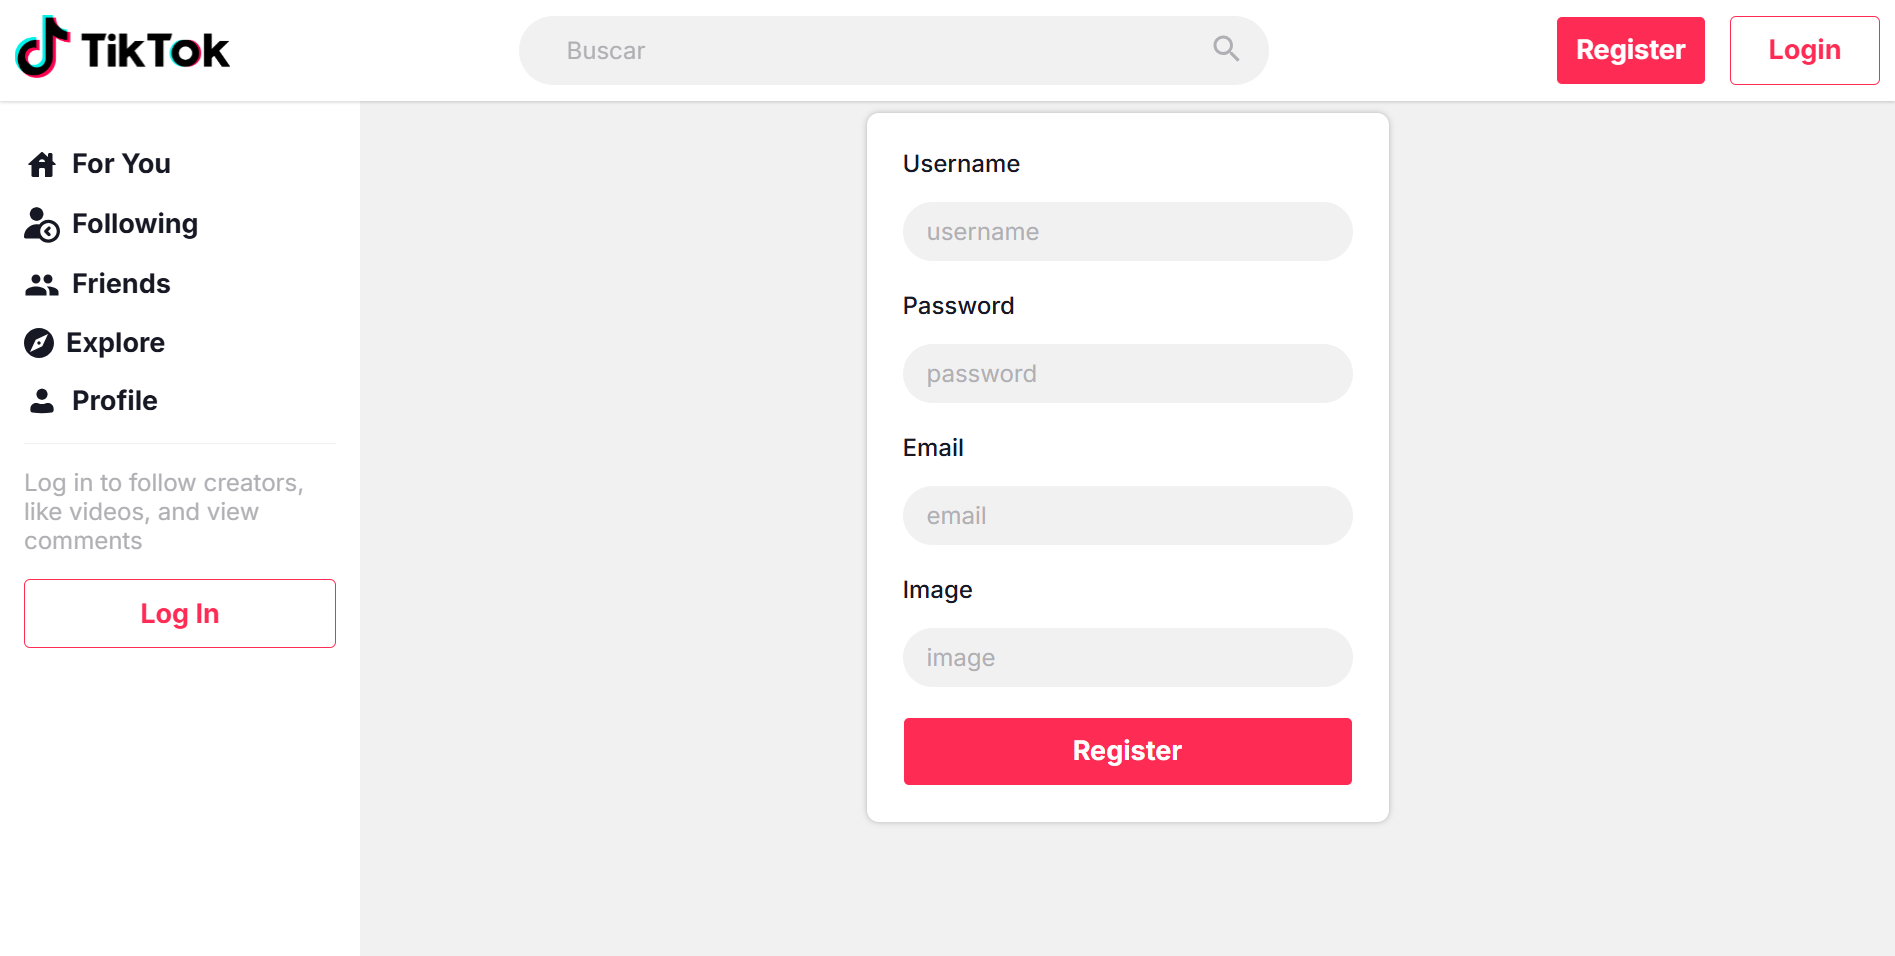 TikTok
Buscar
Register
Login
For You
Following
Friends
Explore
Profile
Log in to follow creators,
like videos, and view
comments
Log In
Username
username
Password
password
Email
email
Image
image
Register